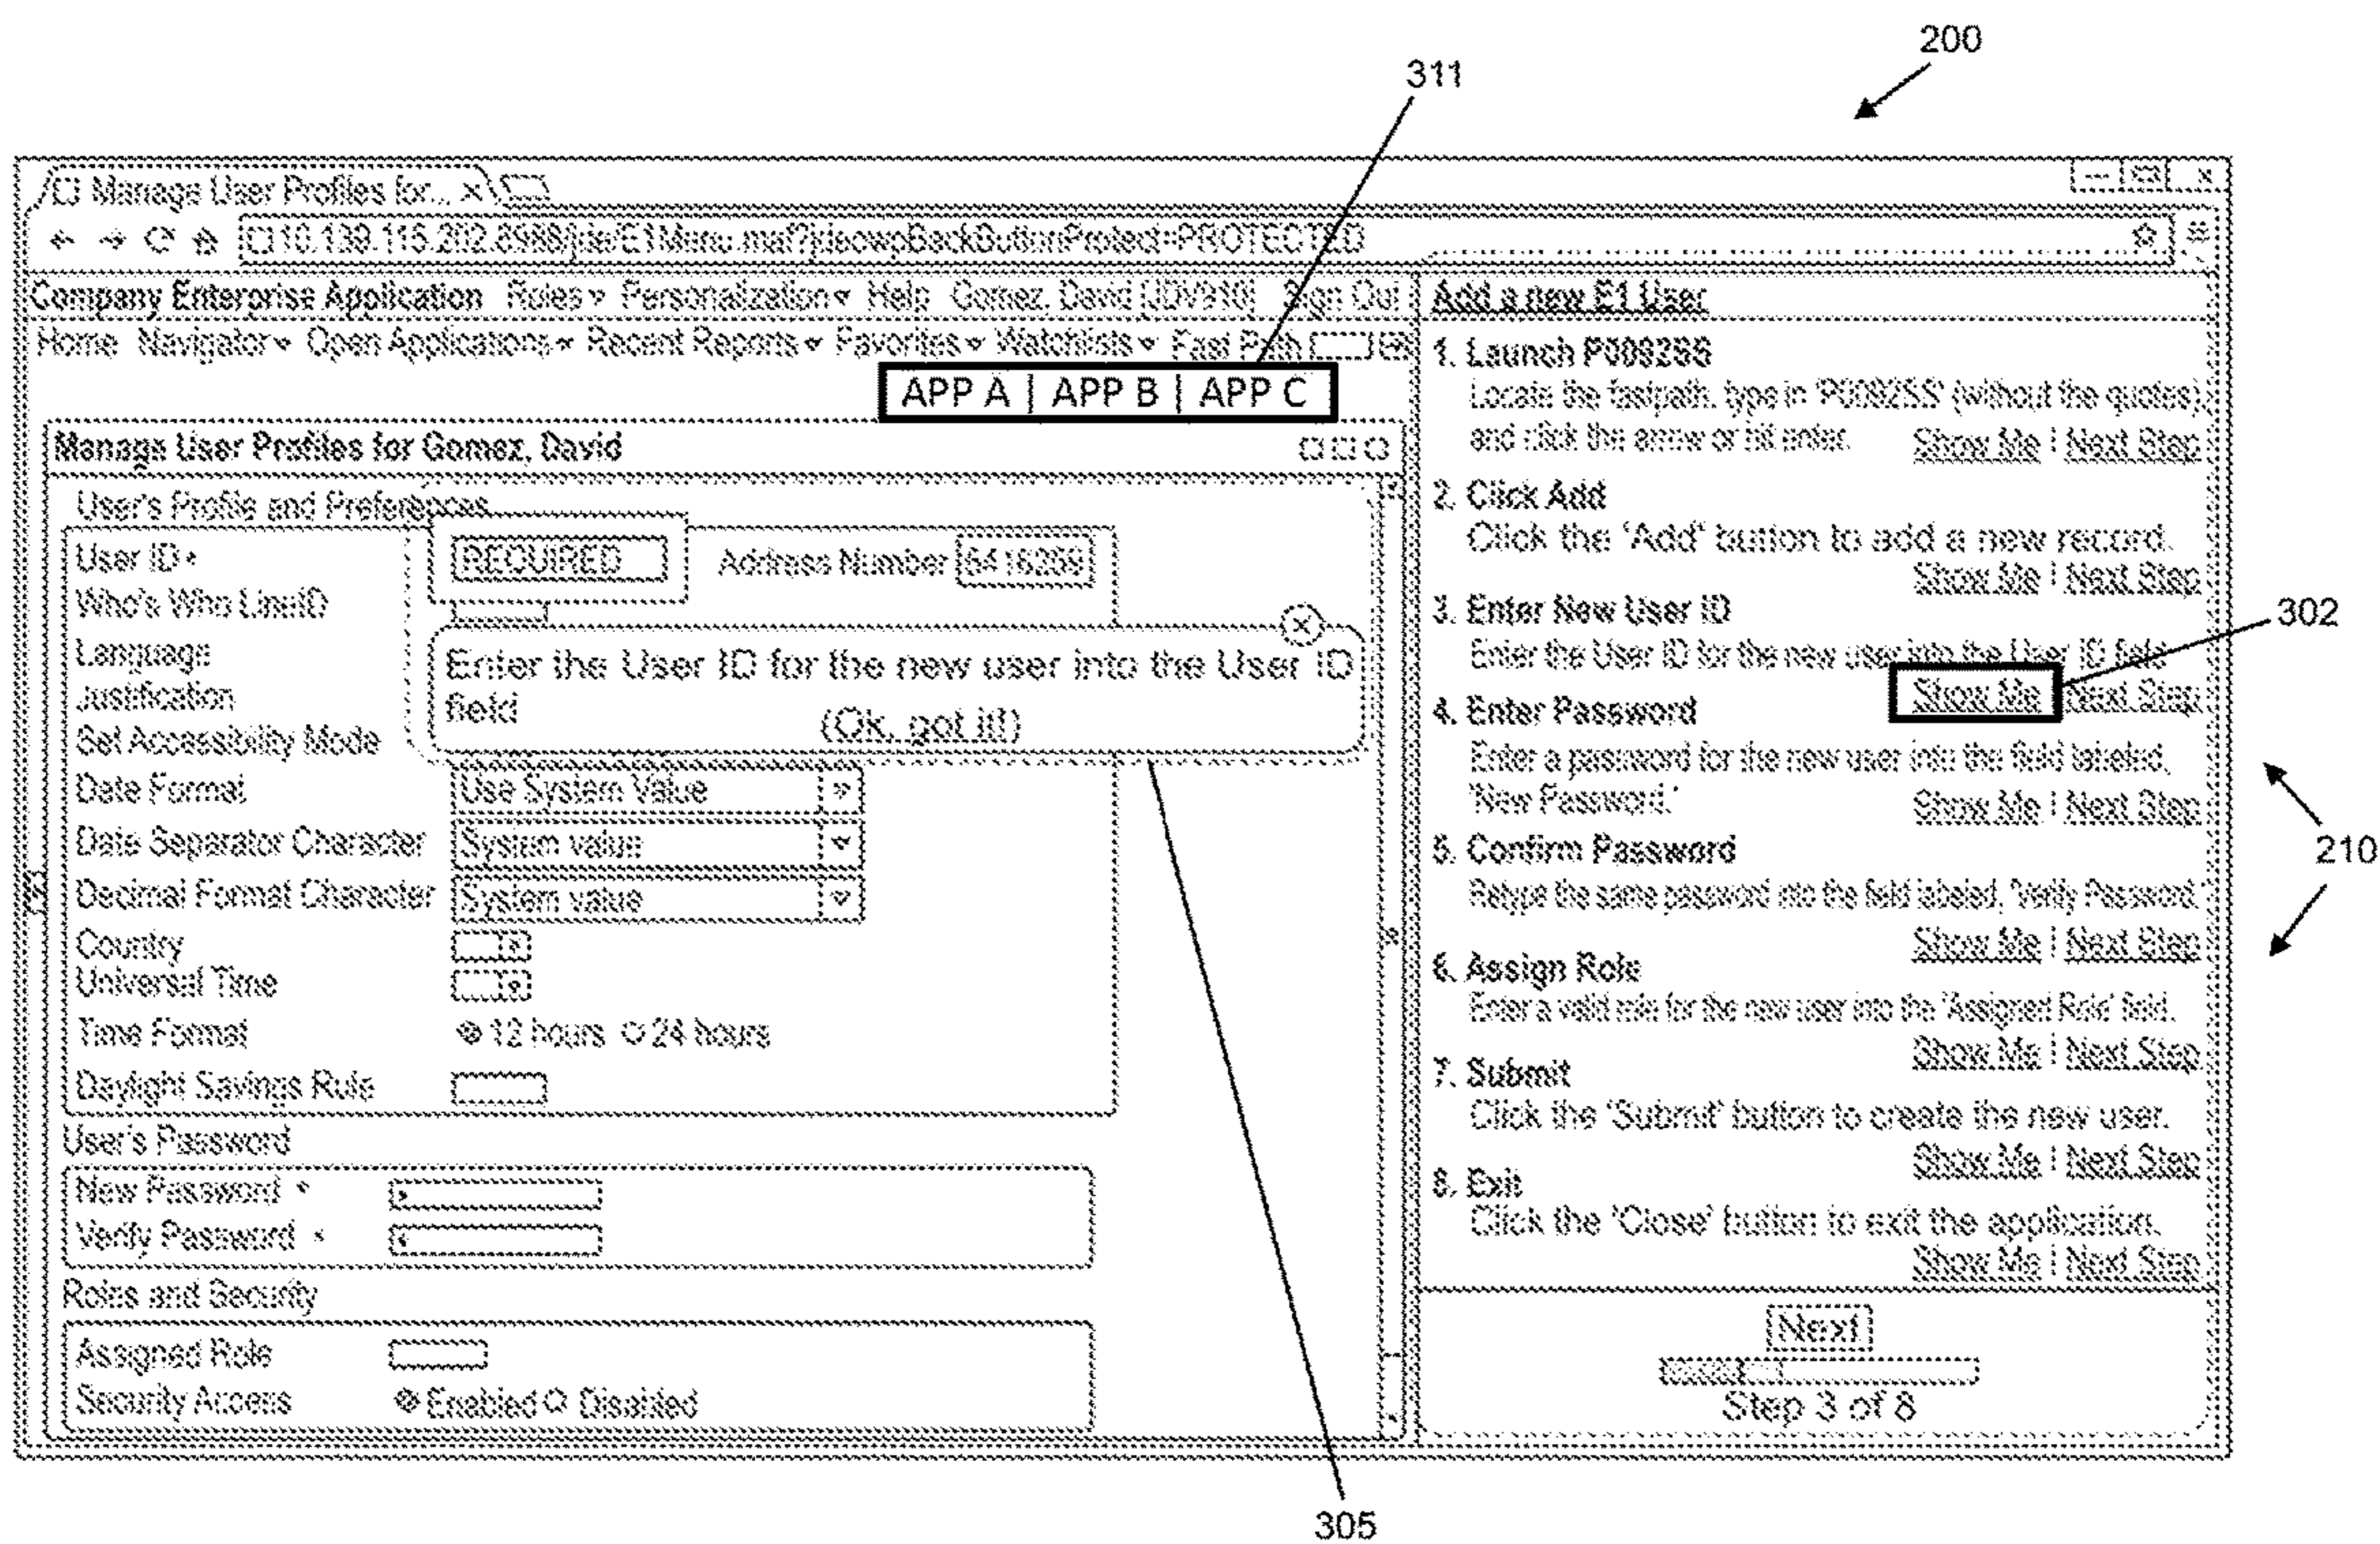 200
311
Manage User Profiles for... ×
E1Menu.maf?jdeowpBackButtonProtect=PROTECTED
Company Enterprise Application Roles Personalization Help Gomez, David [JDV910] Sign Out
Home Navigator Open Applications Recent Reports Favorites Watchlists Fast Path
APP A | APP B | APP C
Manage User Profiles for Gomez, David
User's Profile and Preferences
User ID *
REQUIRED
Address Number
Who's Who LineID
Language
Justification
Set Accessibility Mode
Enter the User ID for the new user into the User ID
field
(Ok, got it!)
Date Format Use System Value
Date Separator Character System value
Decimal Format Character System value
Country
Universal Time
Time Format 12 hours 24 hours
Daylight Savings Rule
User's Password
New Password *
Verify Password *
Roles and Security
Assigned Role
Security Access Enabled Disabled
Add a new E1 User
1. Launch P0092SS
Locate the fastpath, type in 'P0092SS' (without the quotes),
and click the arrow or hit enter.
Show Me | Next Step
2. Click Add
Click the 'Add' button to add a new record.
Show Me | Next Step
3. Enter New User ID
Enter the User ID for the new user into the User ID field
Show Me | Next Step
4. Enter Password
Enter a password for the new user into the field labeled,
'New Password.'
Show Me | Next Step
5. Confirm Password
Retype the same password into the field labeled, 'Verify Password.'
Show Me | Next Step
6. Assign Role
Enter a valid role for the new user into the 'Assigned Role' field.
Show Me | Next Step
7. Submit
Click the 'Submit' button to create the new user.
Show Me | Next Step
8. Exit
Click the 'Close' button to exit the application.
Show Me | Next Step
Next
Step 3 of 8
302
210
305